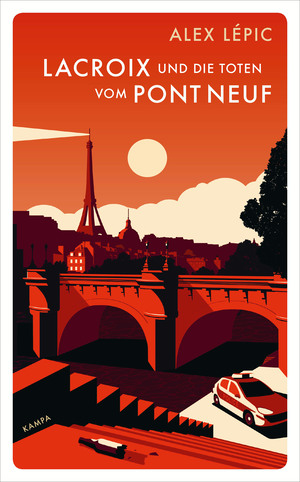 ALEX LÉPIC
LACROIX UND DIE TOTEN
VOM PONT NEUF
KAMPA